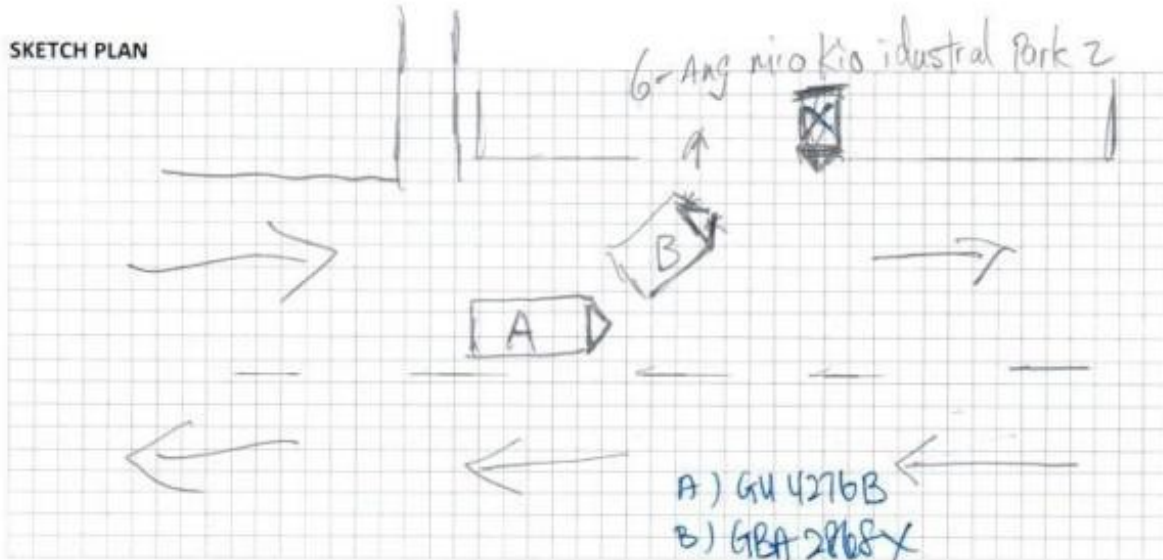 SKETCH PLAN
6-Ang mio Kio idustral Park 2
X
B
A
A) GU 4276B
B) GBA 2868X